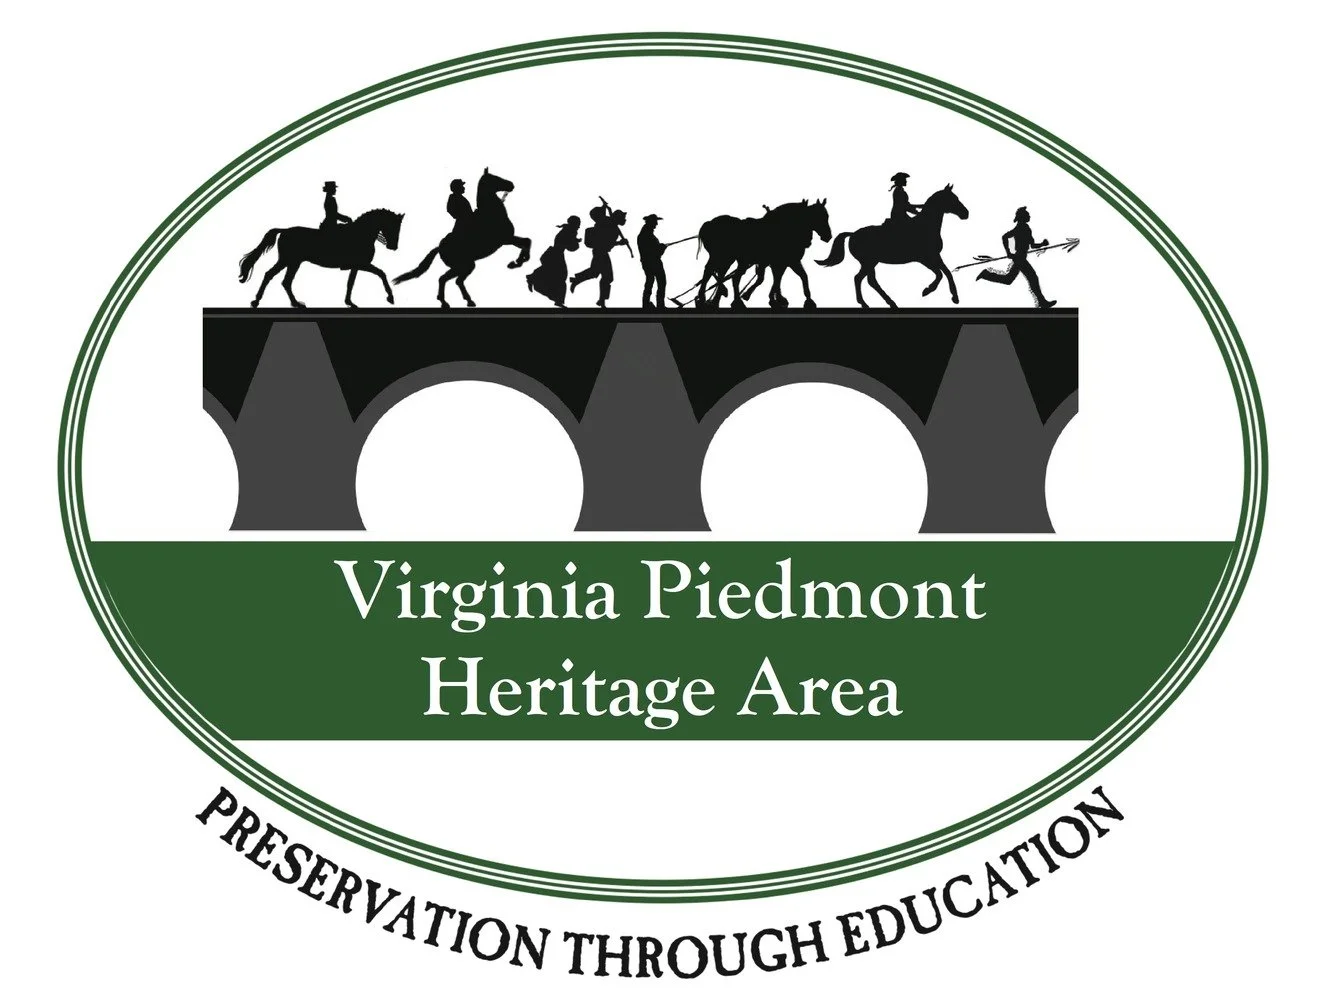 Virginia Piedmont
Heritage Area
PRESERVATION THROUGH EDUCATION